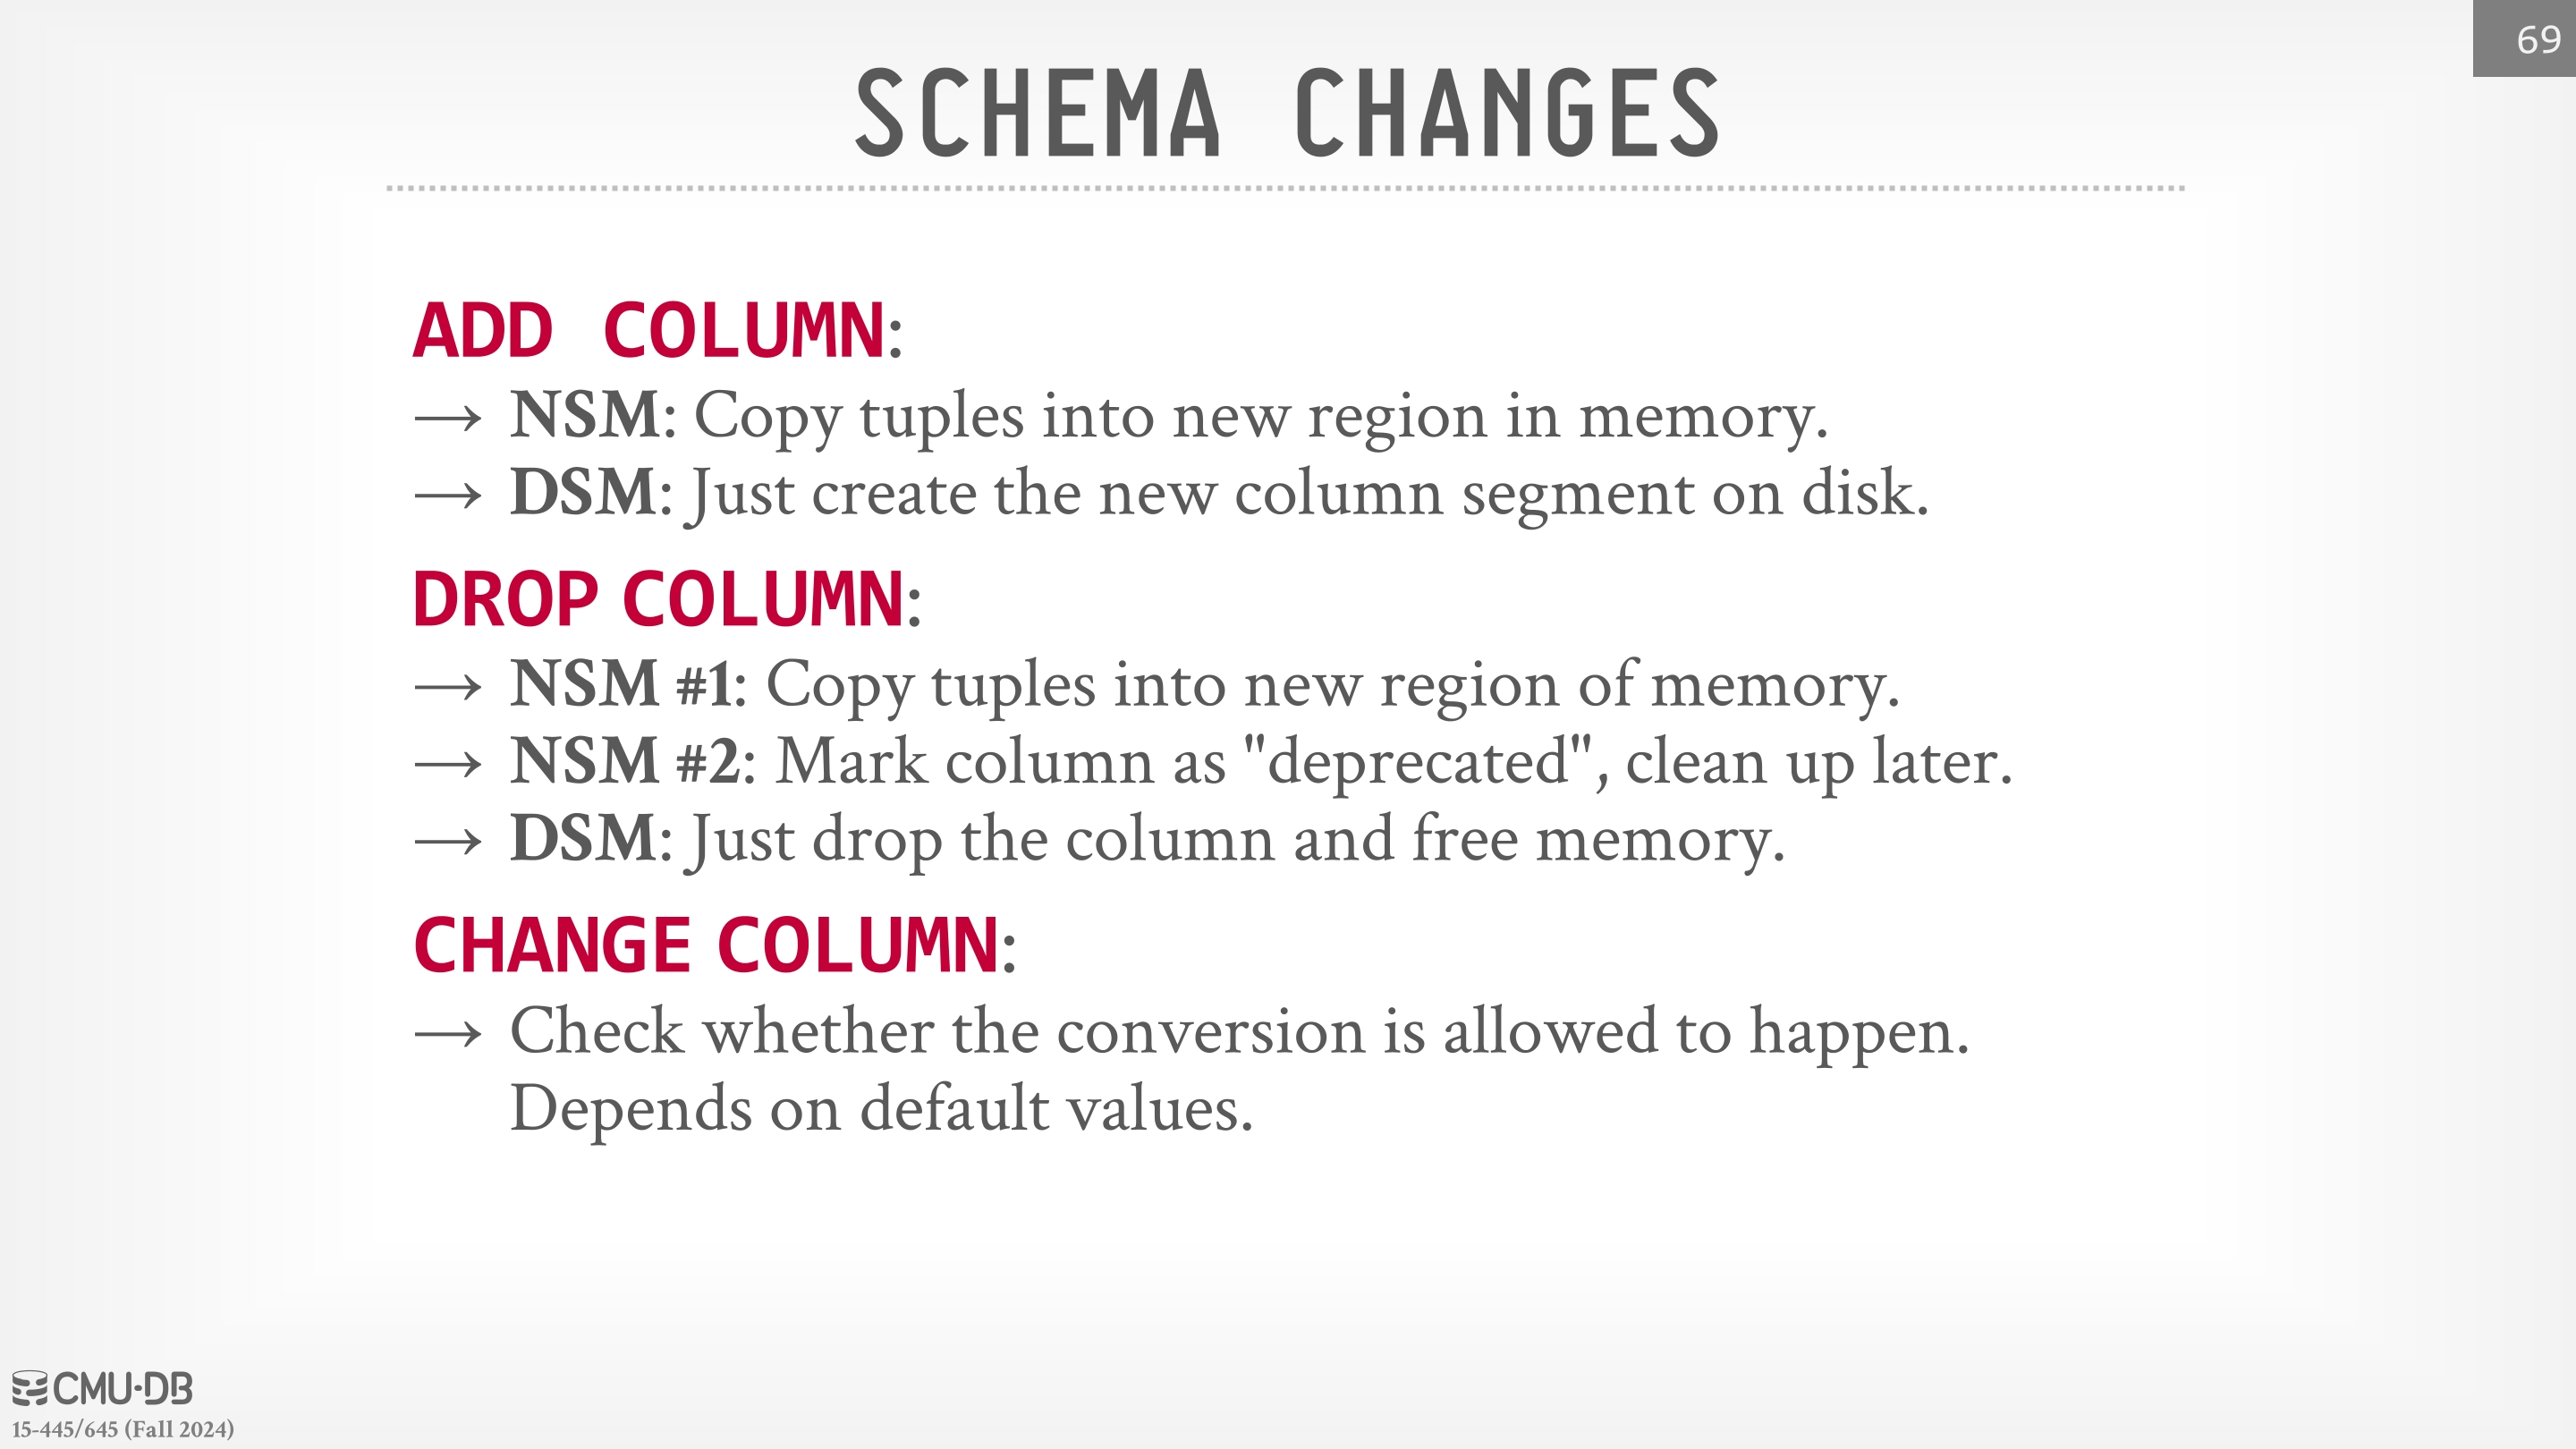 69
SCHEMA CHANGES
ADD COLUMN:
→ NSM: Copy tuples into new region in memory.
→ DSM: Just create the new column segment on disk.
DROP COLUMN:
→ NSM #1: Copy tuples into new region of memory.
→ NSM #2: Mark column as "deprecated", clean up later.
→ DSM: Just drop the column and free memory.
CHANGE COLUMN:
→ Check whether the conversion is allowed to happen.
Depends on default values.
CMU·DB
15-445/645 (Fall 2024)